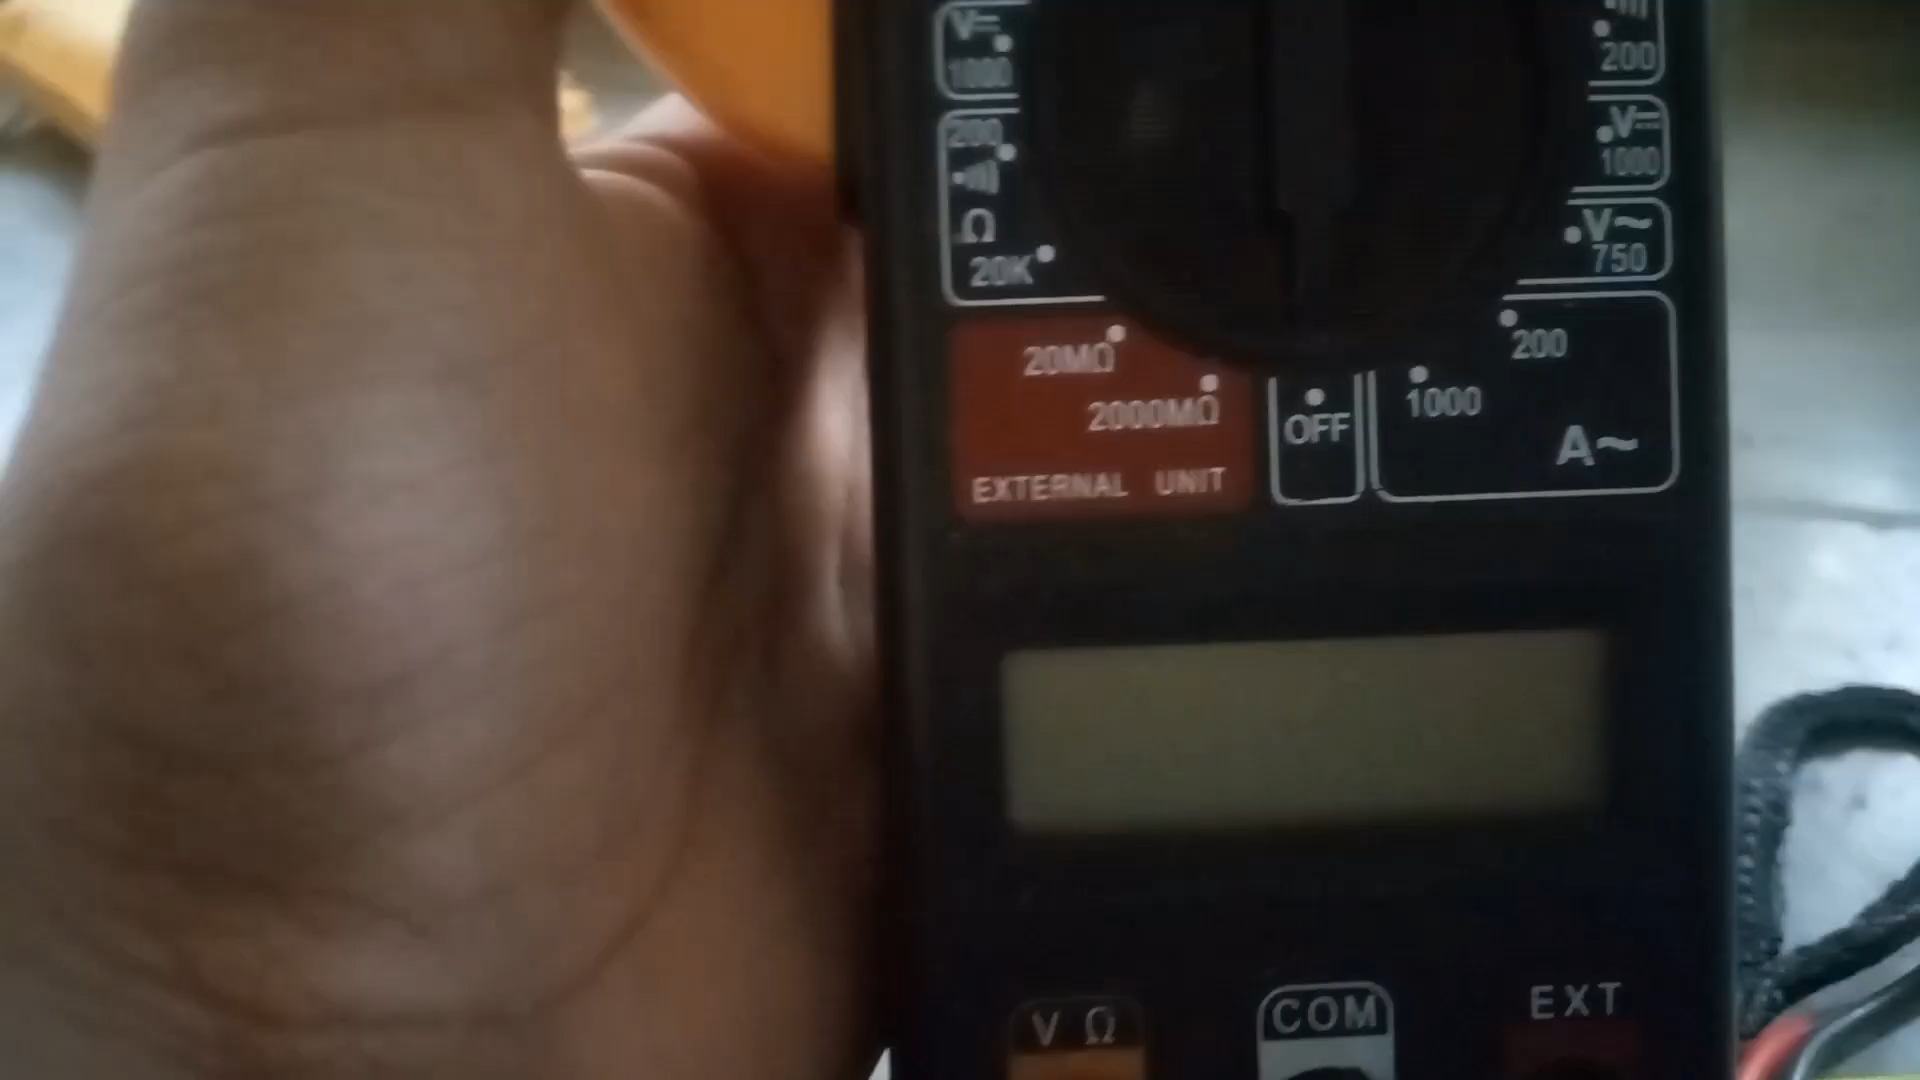 V⎓
1000
200
Ω
20K
200
V⎓
1000
V~
750
20MΩ
2000MΩ
EXTERNAL UNIT
OFF
200
1000
A~
V Ω
COM
EXT